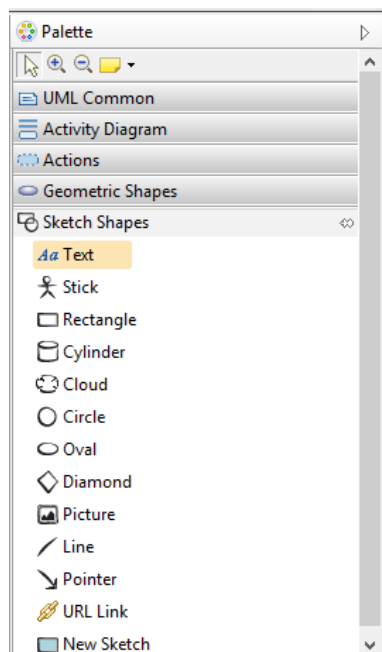 Palette
UML Common
Activity Diagram
Actions
Geometric Shapes
Sketch Shapes
Aa Text
Stick
Rectangle
Cylinder
Cloud
Circle
Oval
Diamond
Picture
Line
Pointer
URL Link
New Sketch